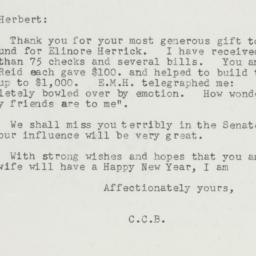 Herbert:
Thank you for your most generous gift to
und for Elinore Herrick. I have received
than 75 checks and several bills. You an
Reid each gave $100. and helped to build t
up to $1,000. E.M.H. telegraphed me:
letely bowled over by emotion. How wonde
y friends are to me".
We shall miss you terribly in the Senate
our influence will be very great.
With strong wishes and hopes that you an
wife will have a Happy New Year, I am
Affectionately yours,
C.C.B.